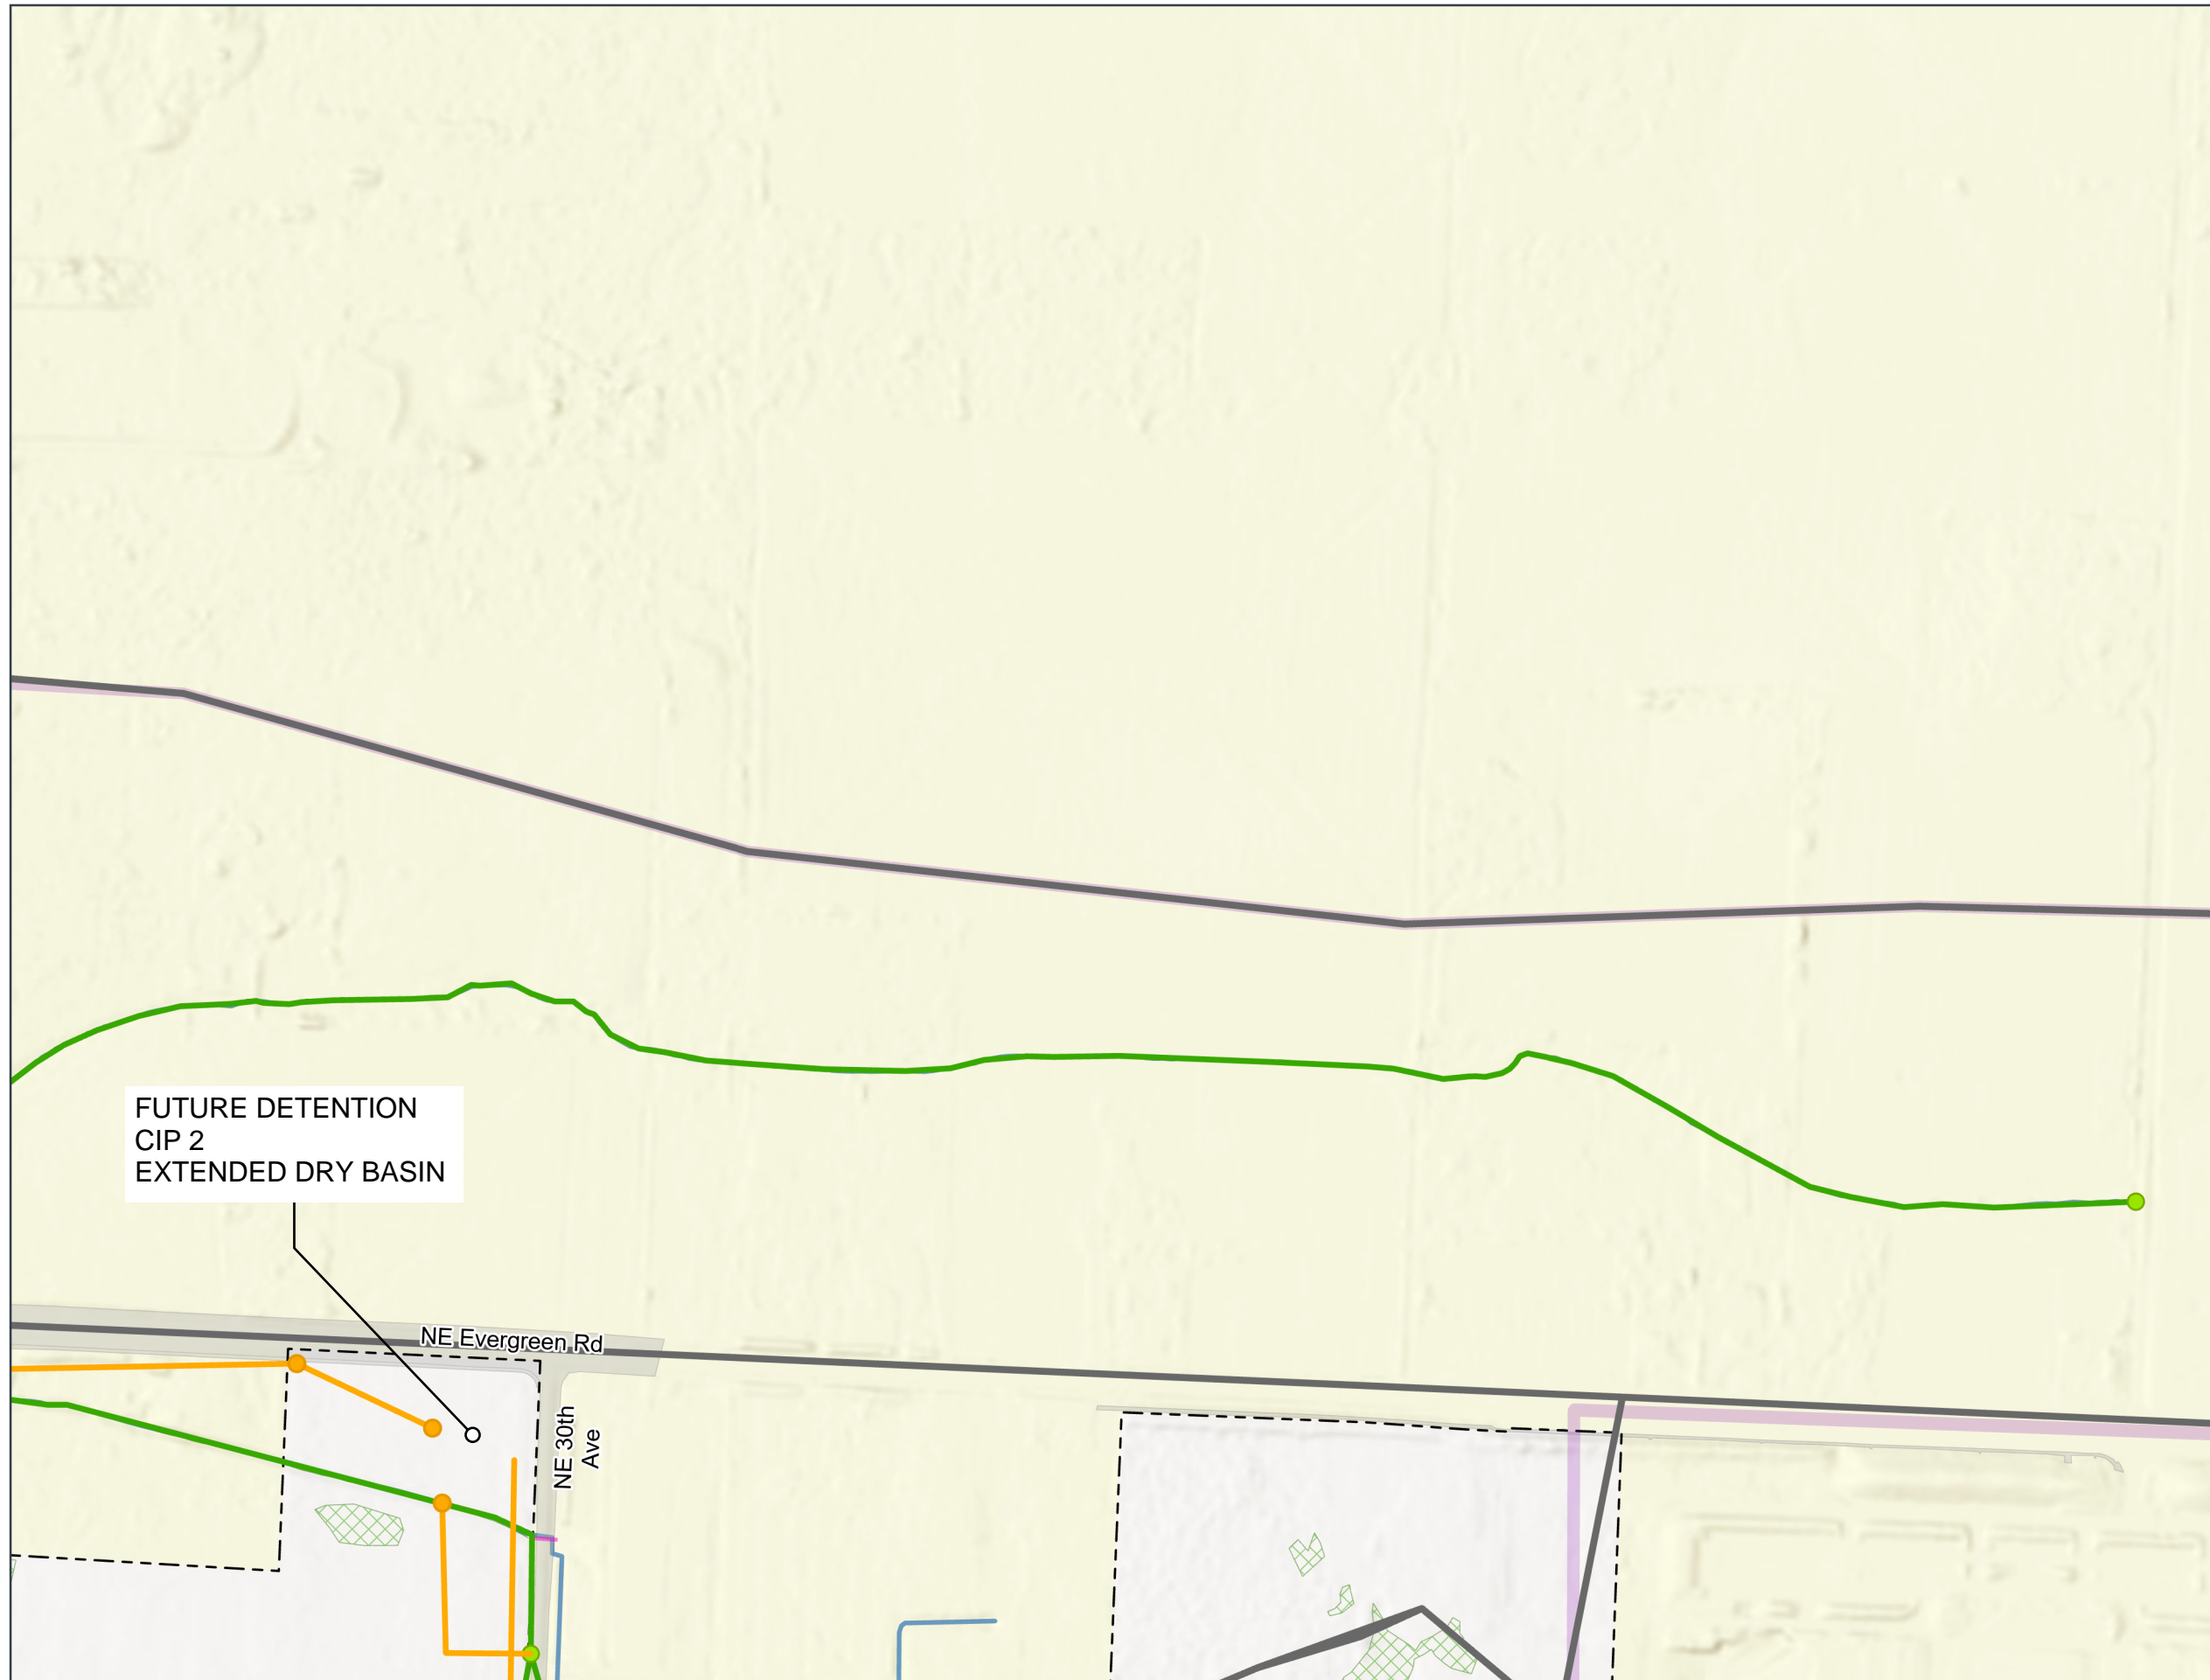 FUTURE DETENTION
CIP 2
EXTENDED DRY BASIN
NE Evergreen Rd
NE 30th
Ave